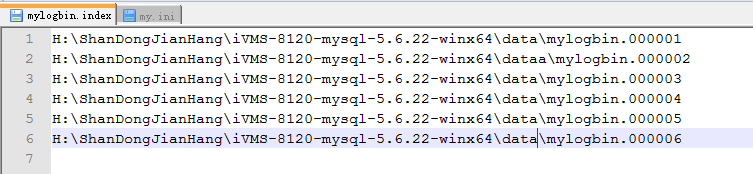 mylogbin.index my.ini
1 H:\ShanDongJianHang\iVMS-8120-mysql-5.6.22-winx64\data\mylogbin.000001
2 H:\ShanDongJianHang\iVMS-8120-mysql-5.6.22-winx64\dataa\mylogbin.000002
3 H:\ShanDongJianHang\iVMS-8120-mysql-5.6.22-winx64\data\mylogbin.000003
4 H:\ShanDongJianHang\iVMS-8120-mysql-5.6.22-winx64\data\mylogbin.000004
5 H:\ShanDongJianHang\iVMS-8120-mysql-5.6.22-winx64\data\mylogbin.000005
6 H:\ShanDongJianHang\iVMS-8120-mysql-5.6.22-winx64\data\mylogbin.000006
7